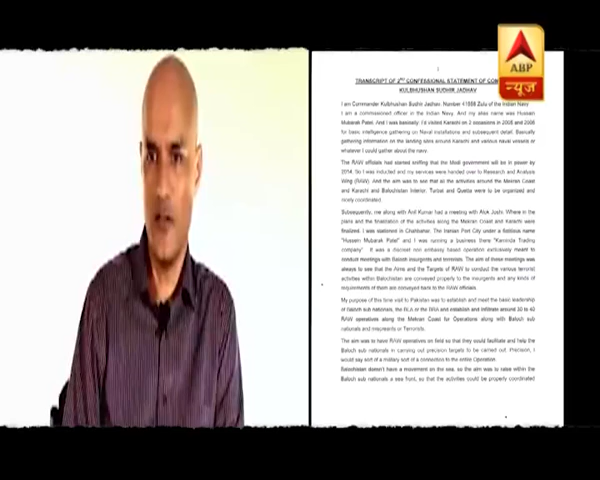 ABP
न्यूज़
1
TRANSCRIPT OF 2ND CONFESSIONAL STATEMENT OF COM
KULBHUSHAN SUDHIR JADHAV
I am Commander Kulbhushan Sudhir Jadhav. Number 41558 Zulu of the Indian Navy.
I am a commissioned officer in the Indian Navy. And my alias name was Hussein
Mubarak Patel. And I was basically I'd visited Karachi on 2 occasions in 2005 and 2006
for basic intelligence gathering on Naval installations and subsequent detail. Basically
gathering information on the landing sites around Karachi and various naval vessels or
whatever I could gather about the navy.
The RAW officials had started sniffing that the Modi government will be in power by
2014. So I was inducted and my services were handed over to Research and Analysis
Wing (RAW). And the aim was to see that all the activities around the Mekran Coast
and Karachi and Balochistan Interior, Turbat and Quetta were to be organized and
nicely coordinated.
Subsequently, me along with Anil Kumar had a meeting with Alok Joshi. Where in the
plans and the finalization of the activities along the Mekran Coast and Karachi were
finalized. I was stationed in Chahbahar. The Iranian Port City under a fictitious name
"Hussein Mubarak Patel" and I was running a business there "Kaminda Trading
company". It was a discreet non embassy based operation exclusively meant to
conduct meetings with Baloch insurgents and terrorists. The aim of these meetings was
always to see that the Aims and the Targets of RAW to conduct the various terrorist
activities within Balochistan are conveyed properly to the insurgents and any kinds of
requirements of them are conveyed back to the RAW officials.
My purpose of this time visit to Pakistan was to establish and meet the basic leadership
of Baloch sub nationals, the BLA or the BRA and establish and infiltrate around 30 to 40
RAW operatives along the Mekran Coast for Operations along with Baloch sub
nationals and miscreants or Terrorists.
The aim was to have RAW operatives on field so that they could facilitate and help the
Baloch sub nationals in carrying out precision targets to be carried out. Precision, I
would say sort of a military sort of a connection to the entire Operation.
Balochistan doesn't have a movement on the sea, so the aim was to raise within the
Baloch sub nationals a sea front, so that the activities could be properly coordinated